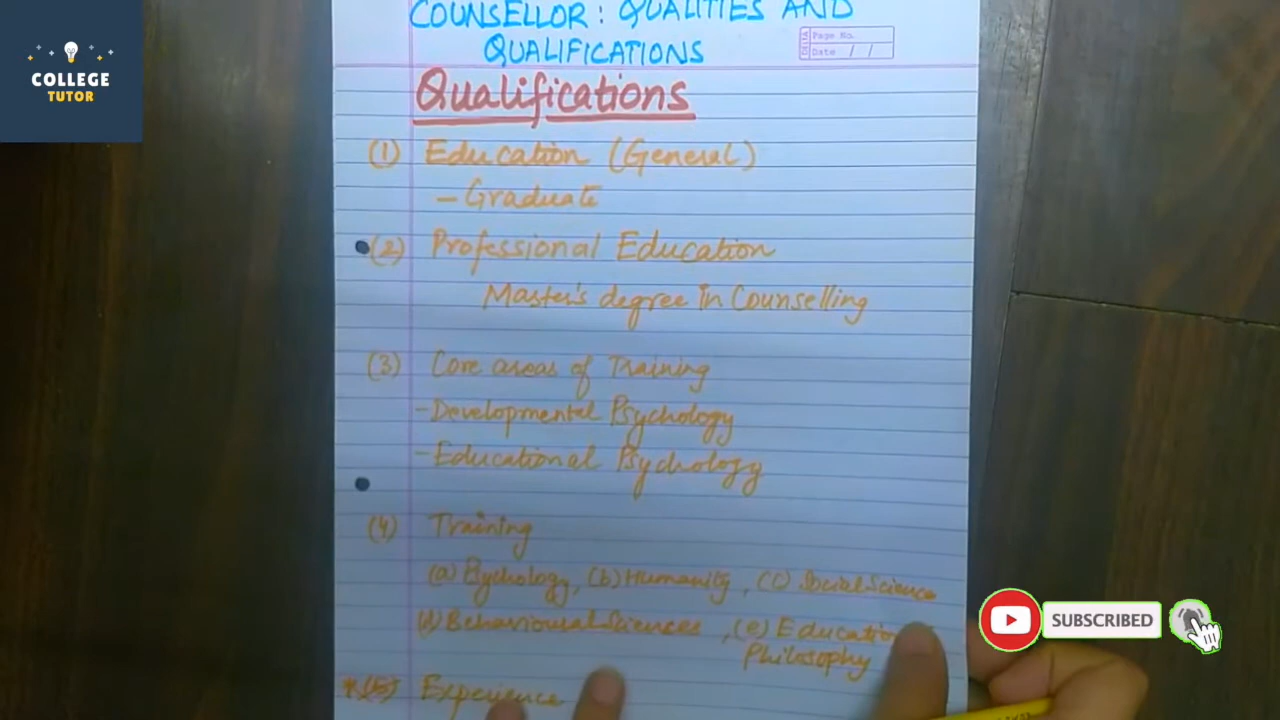 COLLEGE
TUTOR
COUNSELLOR: QUALITIES AND
QUALIFICATIONS
DELTA
Page No.
Date / /
Qualifications
(1) Education (General)
- Graduate
(2) Professional Education
Master's degree in Counselling
(3) Core areas of Training
- Developmental Psychology
- Educational Psychology
(4) Training
(a) Psychology, (b) Humanity, (c) Social Science
(d) Behavioural Sciences, (e) Education
Philosophy
*(5) Experience
SUBSCRIBED